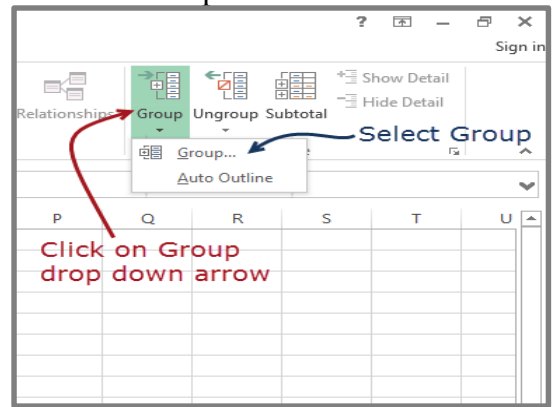 ?
Sign in
Relationships Group Ungroup Subtotal
Show Detail
Hide Detail
Select Group
Group...
Auto Outline
P Q R S T U
Click on Group
drop down arrow